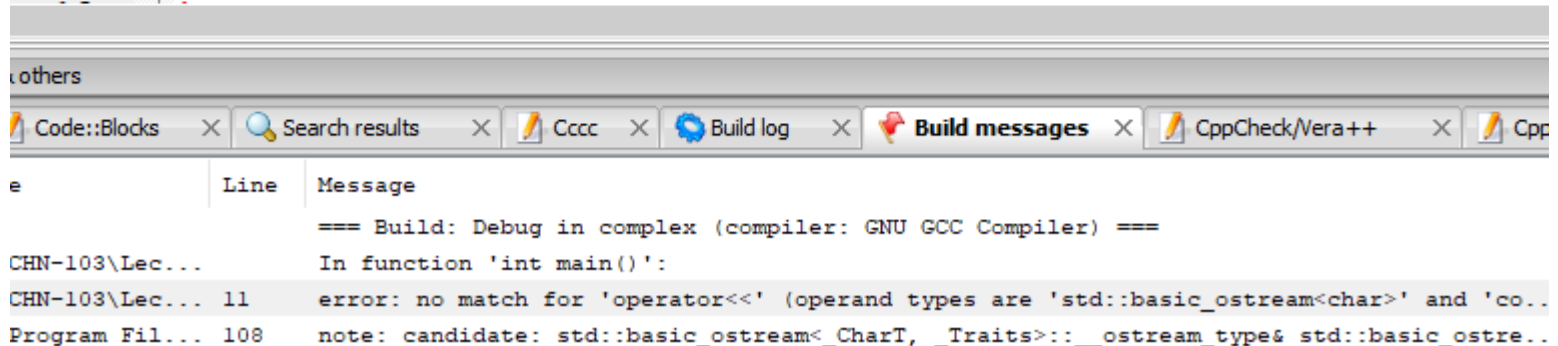 & others
Code::Blocks Search results Cccc Build log Build messages CppCheck/Vera++ Cpp
e Line Message
=== Build: Debug in complex (compiler: GNU GCC Compiler) ===
CHN-103\Lec... In function 'int main()':
CHN-103\Lec... 11 error: no match for 'operator<<' (operand types are 'std::basic_ostream<char>' and 'co..
Program Fil... 108 note: candidate: std::basic_ostream<_CharT, _Traits>::__ostream_type& std::basic_ostre..